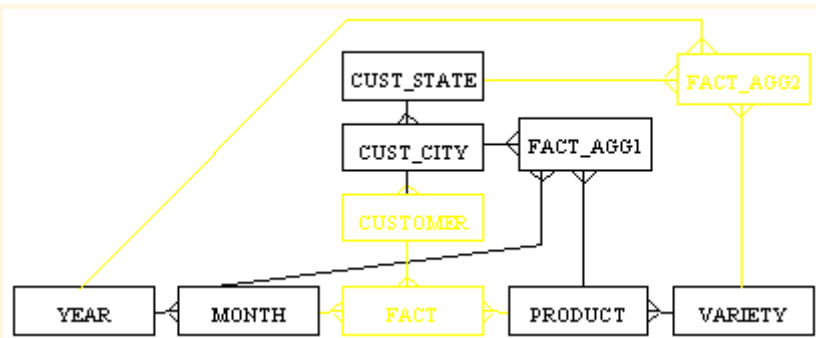 CUST_STATE
FACT_AGG2
CUST_CITY
FACT_AGG1
CUSTOMER
YEAR
MONTH
FACT
PRODUCT
VARIETY